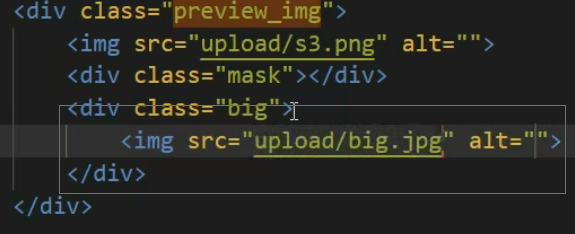 <div class="preview_img">
<img src="upload/s3.png" alt="">
<div class="mask"></div>
<div class="big">
<img src="upload/big.jpg" alt="">
</div>
</div>